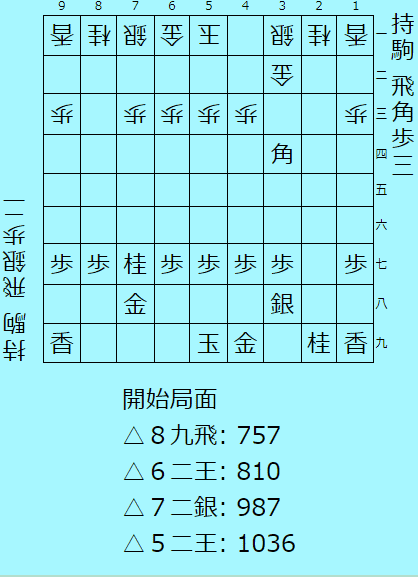 9 8 7 6 5 4 3 2 1
香 桂 銀 金 王 銀 桂 香 一
金 二
歩 歩 歩 歩 歩 歩 三
角 四
五
六
歩 歩 桂 歩 歩 歩 歩 歩 七
金 銀 八
香 玉 金 桂 香 九
持駒 飛角歩三
持駒 飛銀歩二
開始局面
△８九飛: 757
△６二王: 810
△７二銀: 987
△５二王: 1036